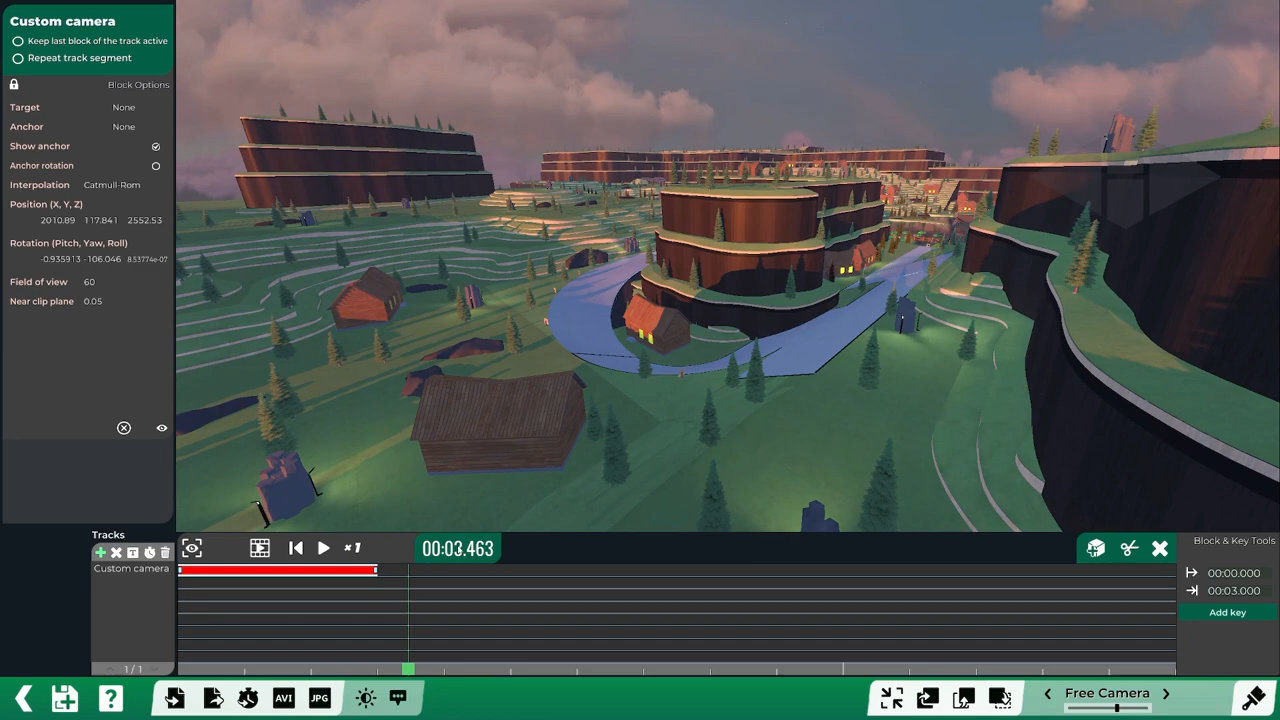 Custom camera
Keep last block of the track active
Repeat track segment
Block Options
Target None
Anchor None
Show anchor
Anchor rotation
Interpolation Catmull-Rom
Position (X, Y, Z)
2010.89 117.841 2552.53
Rotation (Pitch, Yaw, Roll)
-0.935913 -106.046 8.53774e-07
Field of view 60
Near clip plane 0.05
Tracks
Custom camera
1 / 1
×1
00:03.463
Block & Key Tools
00:00.000
00:03.000
Add key
?
AVI
JPG
Free Camera